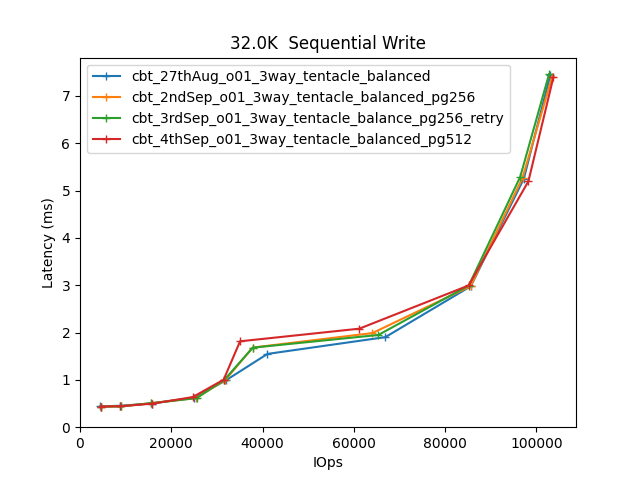 32.0K  Sequential Write
cbt_27thAug_o01_3way_tentacle_balanced
cbt_2ndSep_o01_3way_tentacle_balanced_pg256
cbt_3rdSep_o01_3way_tentacle_balance_pg256_retry
cbt_4thSep_o01_3way_tentacle_balanced_pg512
7
6
5
4
3
2
1
0
Latency (ms)
0 20000 40000 60000 80000 100000
IOps